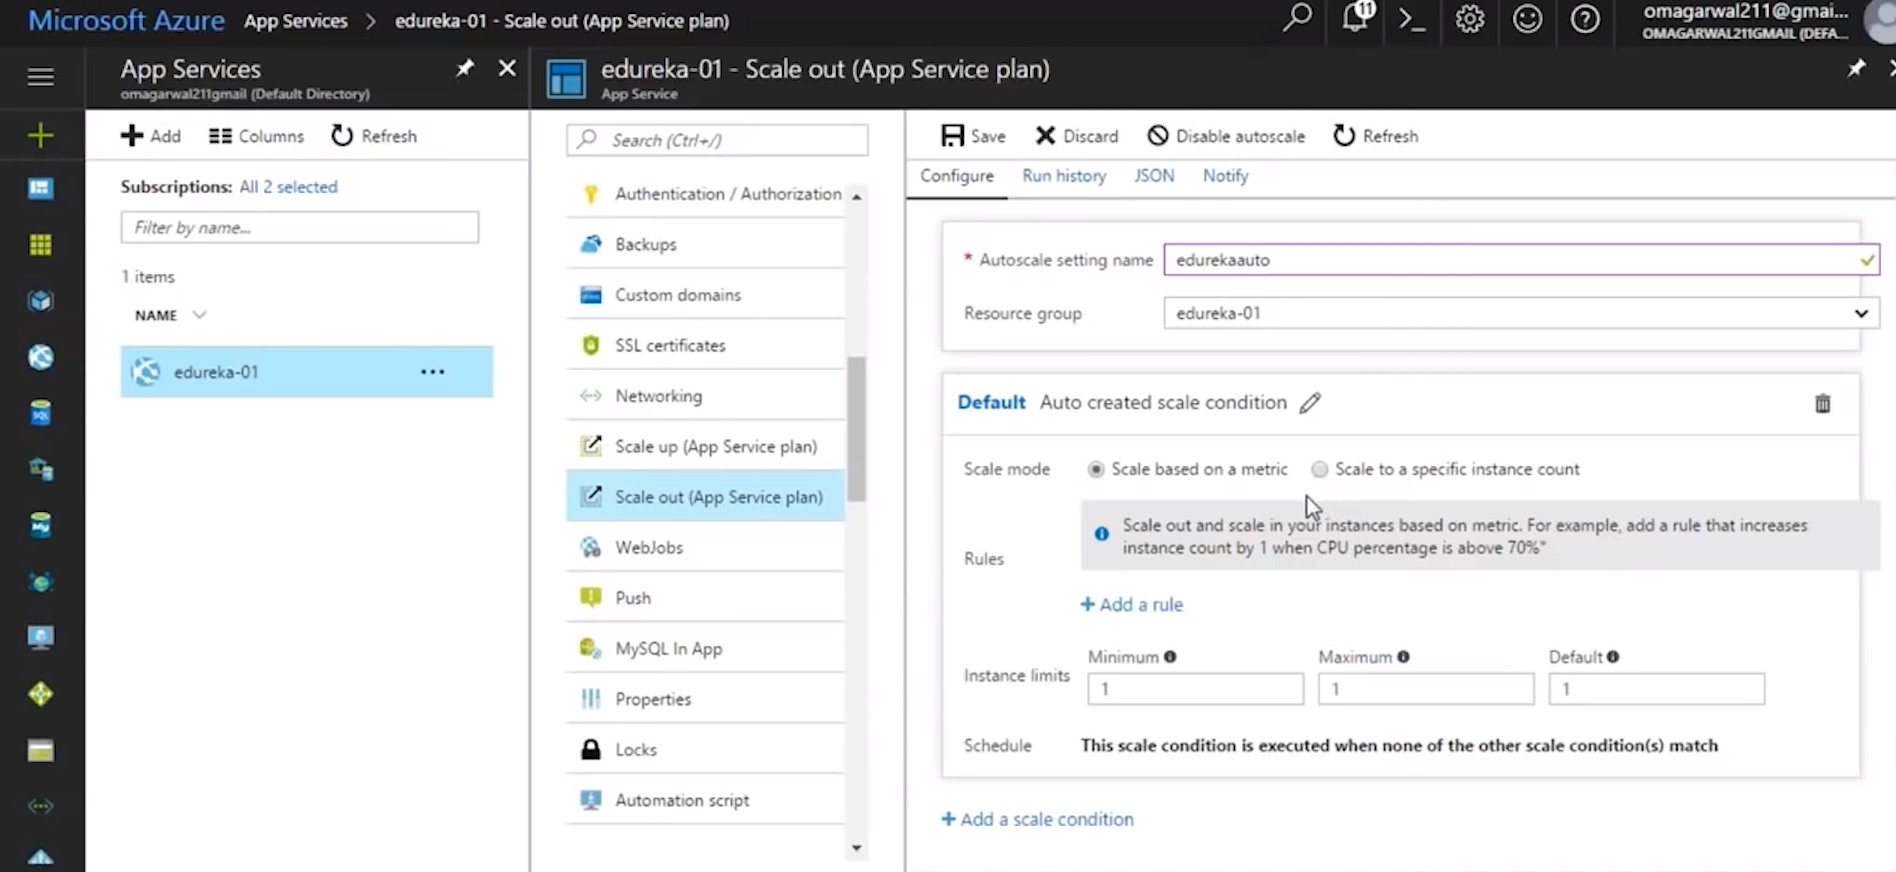 Microsoft Azure App Services > edureka-01 - Scale out (App Service plan)
11
omagarwal211@gmai...
OMAGARWAL211GMAIL (DEFA...
App Services
omagarwal211gmail (Default Directory)
edureka-01 - Scale out (App Service plan)
App Service
Add Columns Refresh
Subscriptions: All 2 selected
Filter by name...
1 items
NAME
edureka-01 ...
Search (Ctrl+/)
Authentication / Authorization
Backups
Custom domains
SSL certificates
Networking
Scale up (App Service plan)
Scale out (App Service plan)
WebJobs
Push
MySQL In App
Properties
Locks
Automation script
Save Discard Disable autoscale Refresh
Configure Run history JSON Notify
* Autoscale setting name edurekaauto
Resource group edureka-01
Default Auto created scale condition
Scale mode Scale based on a metric Scale to a specific instance count
Rules
Scale out and scale in your instances based on metric. For example, add a rule that increases
instance count by 1 when CPU percentage is above 70%"
+ Add a rule
Instance limits
Minimum Maximum Default
1 1 1
Schedule This scale condition is executed when none of the other scale condition(s) match
+ Add a scale condition
SQL
My